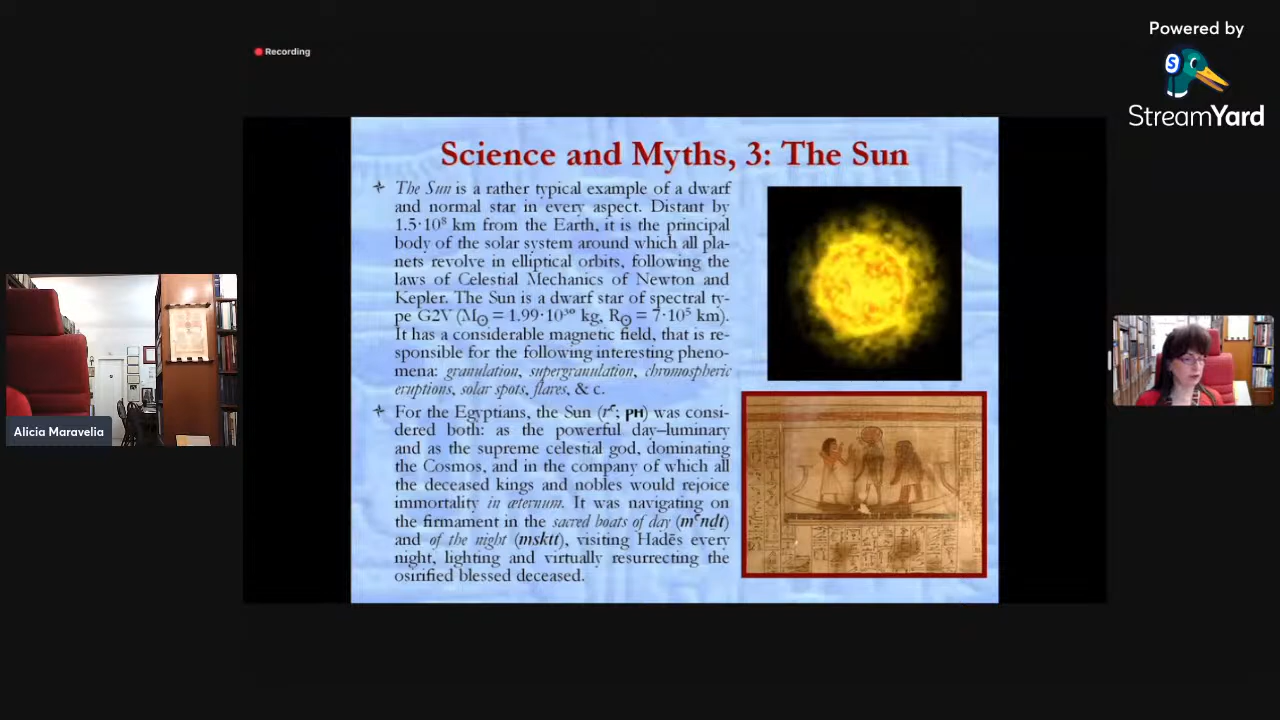 Recording
Powered by
S
StreamYard
Science and Myths, 3: The Sun
The Sun is a rather typical example of a dwarf
and normal star in every aspect. Distant by
1.5·10⁸ km from the Earth, it is the principal
body of the solar system around which all pla-
nets revolve in elliptical orbits, following the
laws of Celestial Mechanics of Newton and
Kepler. The Sun is a dwarf star of spectral ty-
pe G2V (M⊙ = 1.99·10³⁰ kg, R⊙ = 7·10⁵ km).
It has a considerable magnetic field, that is re-
sponsible for the following interesting pheno-
mena: granulation, supergranulation, chromospheric
eruptions, solar spots, flares, & c.
For the Egyptians, the Sun (rꜥ; ⲣⲏ) was consi-
dered both: as the powerful day–luminary
and as the supreme celestial god, dominating
the Cosmos, and in the company of which all
the deceased kings and nobles would rejoice
immortality in æternum. It was navigating on
the firmament in the sacred boats of day (mꜥnḏt)
and of the night (msktt), visiting Hadēs every
night, lighting and virtually resurrecting the
osirified blessed deceased.
Alicia Maravelia